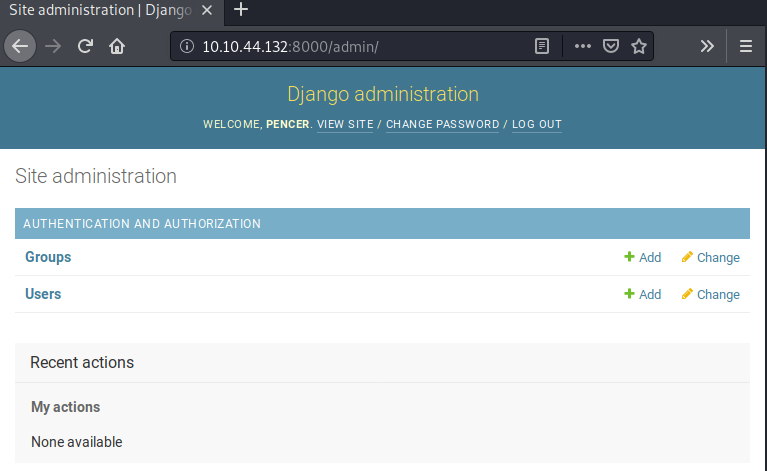 Site administration | Django
10.10.44.132:8000/admin/
Django administration
WELCOME, PENCER. VIEW SITE / CHANGE PASSWORD / LOG OUT
Site administration
AUTHENTICATION AND AUTHORIZATION
Groups Add Change
Users Add Change
Recent actions
My actions
None available